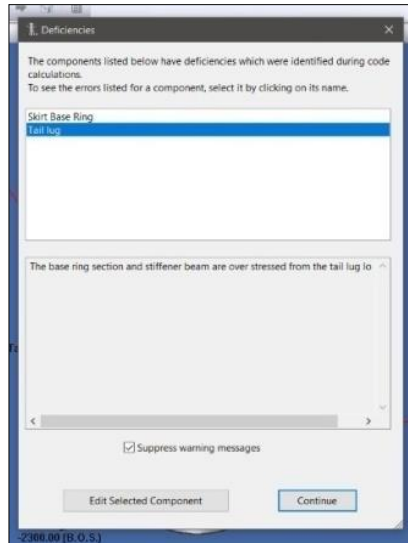 Deficiencies
The components listed below have deficiencies which were identified during code
calculations.
To see the errors listed for a component, select it by clicking on its name.
Skirt Base Ring
Tail lug
The base ring section and stiffener beam are over stressed from the tail lug lo
Suppress warning messages
Edit Selected Component
Continue
-2300.00 [B.O.S.]